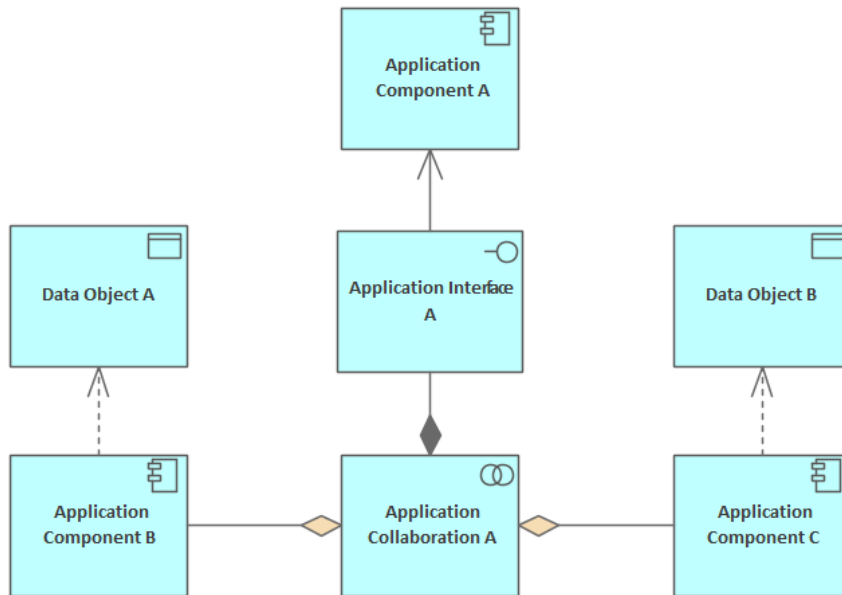 Application
Component A
Data Object A
Application Interface
A
Data Object B
Application
Component B
Application
Collaboration A
Application
Component C